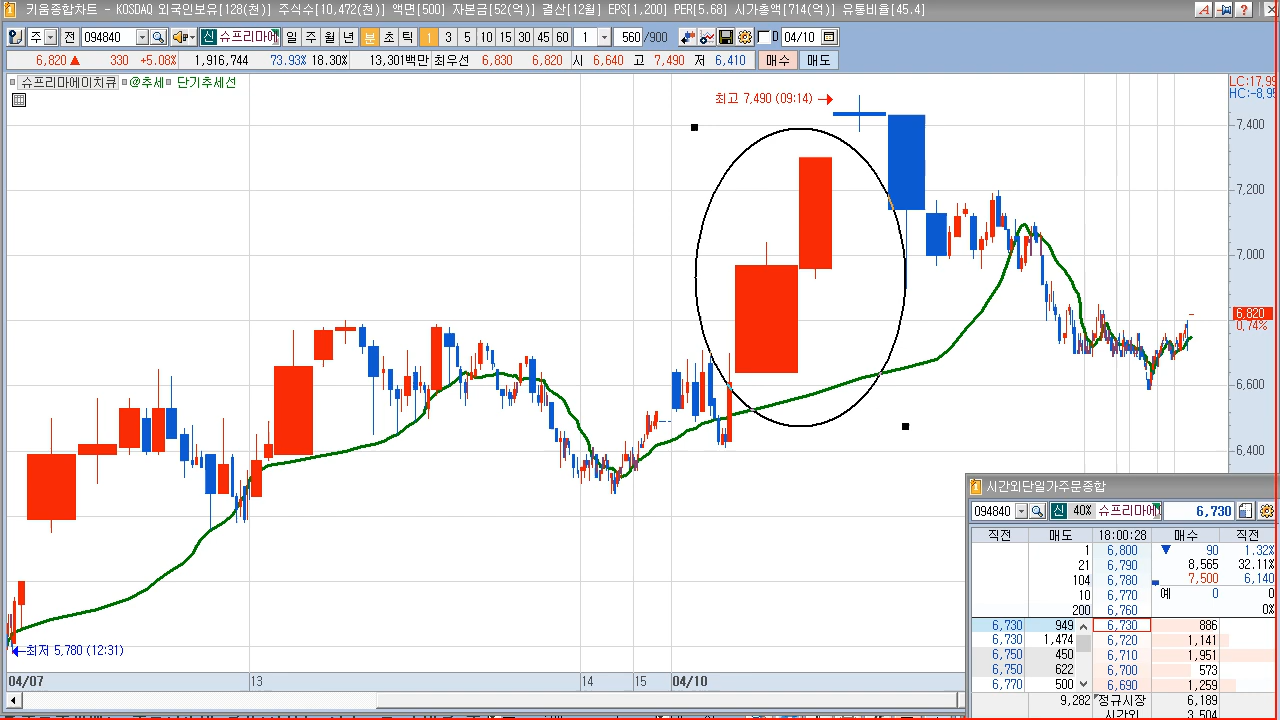 키움종합차트 - KOSDAQ 외국인보유[128(천)] 주식수[10,472(천)] 액면[500] 자본금[52(억)] 결산[12월] EPS[1,200] PER[5.68] 시가총액[714(억)] 유통비율[45.4]
주 전 094840 신 슈프리마에 일 주 월 년 분 초 틱 1 3 5 10 15 30 45 60 1 560 /900 D 04/10
6,820 ▲ 330 +5.08% 1,916,744 73.93% 18.30% 13,301백만 최우선 6,830 6,820 시 6,640 고 7,490 저 6,410 매수 매도
슈프리마에이치큐 @추세 단기추세선
LC:17,99
HC:-8,95
최고 7,490 (09:14)
7,400
7,200
7,000
6,820
0.74%
6,600
6,400
최저 5,780 (12:31)
04/07 13 14 15 04/10
시간외단일가주문종합
094840 신 40% 슈프리마에 6,730
직전 매도 18:00:28 매수 직전
1 6,800 ▼ 90 1.32%
21 6,790 8,565 32.11%
104 6,780 7,500 6,140
10 6,770 예 0 0
200 6,760 0%
6,730 949 6,730 886
6,730 1,474 6,720 1,141
6,750 450 6,710 1,951
6,750 622 6,700 573
6,770 500 6,690 1,259
9,282 정규시장 6,189
시간외 3,504